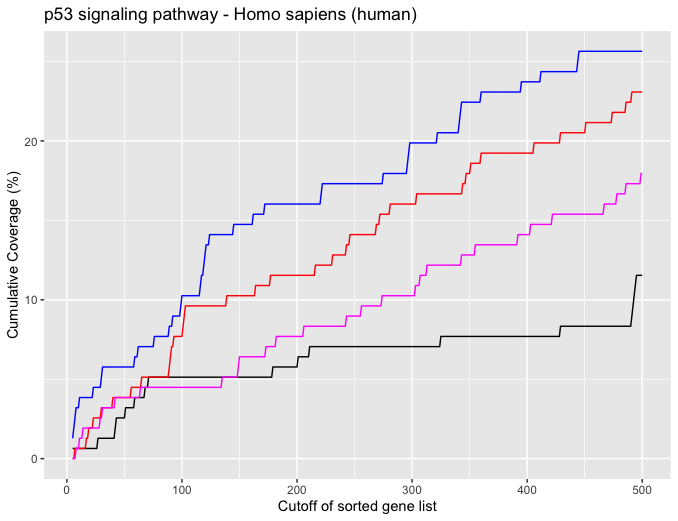 p53 signaling pathway - Homo sapiens (human)
Cumulative Coverage (%)
20
10
0
0 100 200 300 400 500
Cutoff of sorted gene list